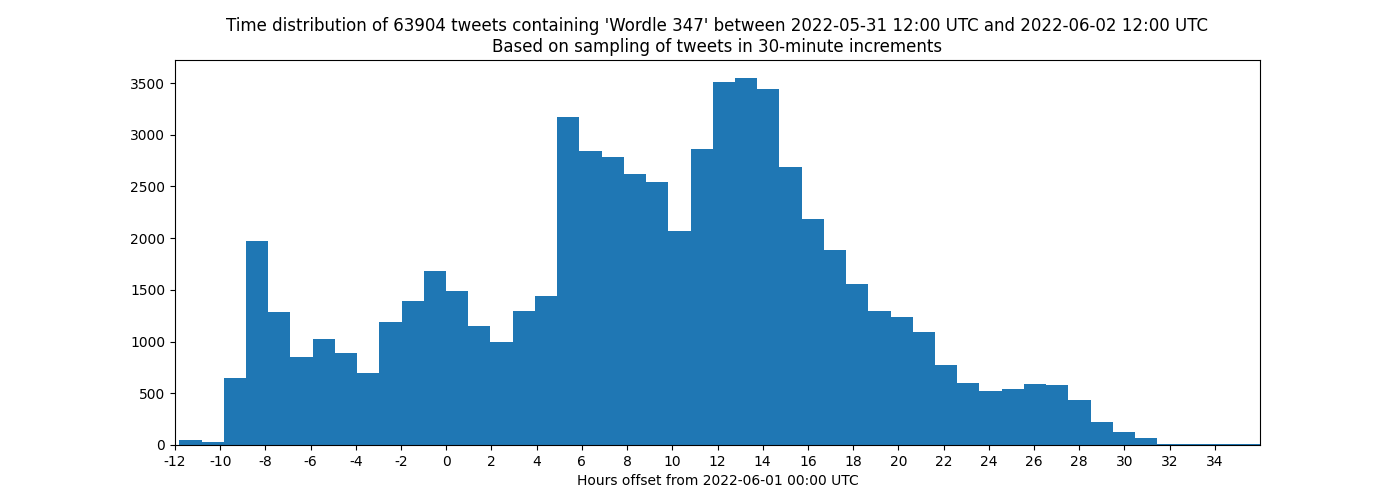 Time distribution of 63904 tweets containing 'Wordle 347' between 2022-05-31 12:00 UTC and 2022-06-02 12:00 UTC
Based on sampling of tweets in 30-minute increments
3500
3000
2500
2000
1500
1000
500
0
-12 -10 -8 -6 -4 -2 0 2 4 6 8 10 12 14 16 18 20 22 24 26 28 30 32 34
Hours offset from 2022-06-01 00:00 UTC